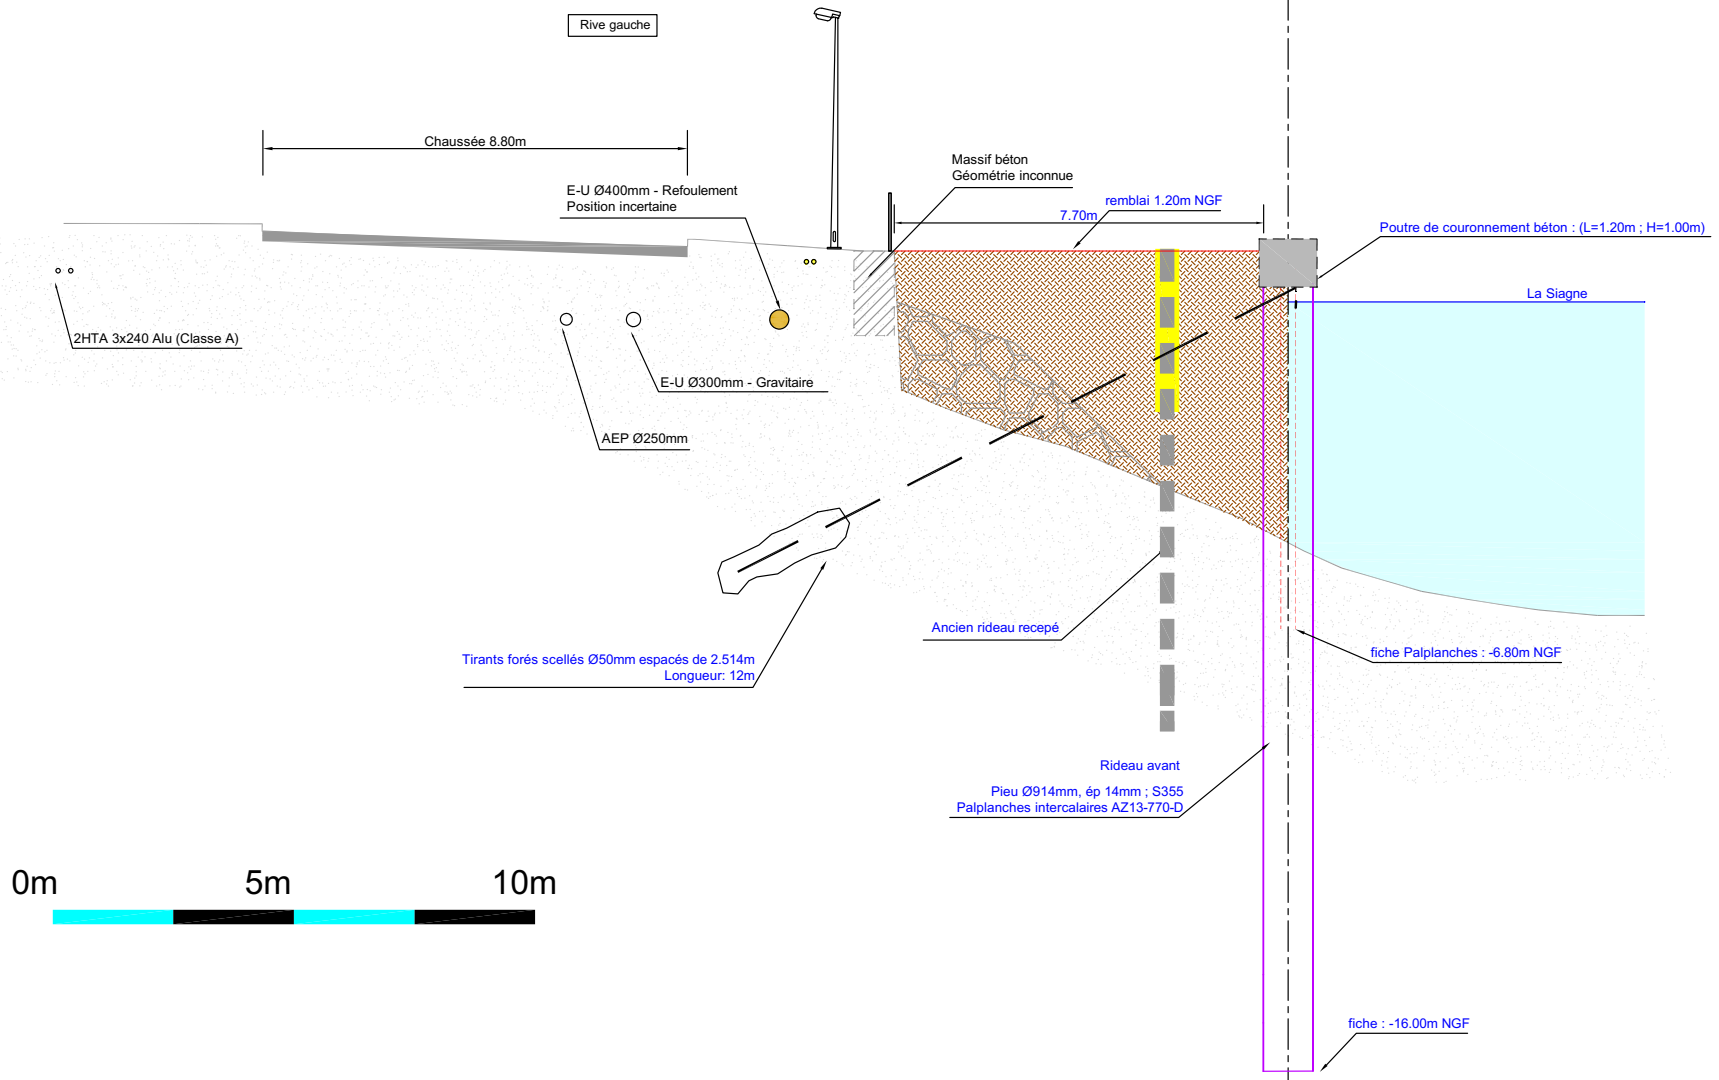 Rive gauche
Chaussée 8.80m
E-U Ø400mm - Refoulement
Position incertaine
Massif béton
Géométrie inconnue
remblai 1.20m NGF
7.70m
Poutre de couronnement béton : (L=1.20m ; H=1.00m)
La Siagne
2HTA 3x240 Alu (Classe A)
E-U Ø300mm - Gravitaire
AEP Ø250mm
Ancien rideau recepé
fiche Palplanches : -6.80m NGF
Tirants forés scellés Ø50mm espacés de 2.514m
Longueur: 12m
Rideau avant
Pieu Ø914mm, ép 14mm ; S355
Palplanches intercalaires AZ13-770-D
0m 5m 10m
fiche : -16.00m NGF